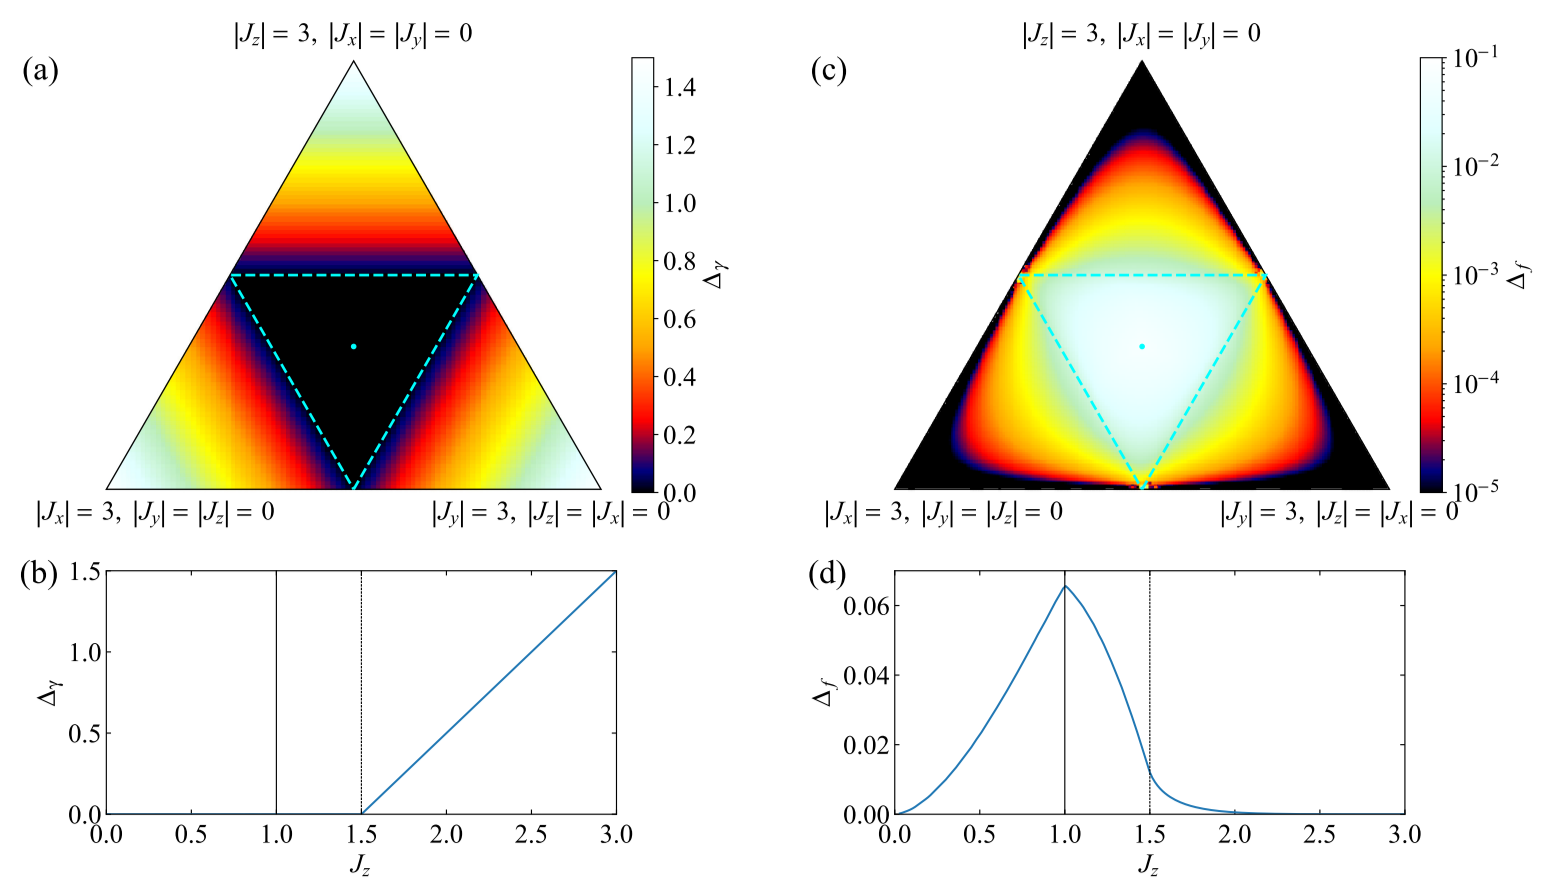 |J_z| = 3, |J_x| = |J_y| = 0
(a)
1.4
1.2
1.0
0.8
0.6
0.4
0.2
0.0
Δ_γ
|J_x| = 3, |J_y| = |J_z| = 0
|J_y| = 3, |J_z| = |J_x| = 0
|J_z| = 3, |J_x| = |J_y| = 0
(c)
10⁻¹
10⁻²
10⁻³
10⁻⁴
10⁻⁵
Δ_f
|J_x| = 3, |J_y| = |J_z| = 0
|J_y| = 3, |J_z| = |J_x| = 0
(b)
1.5
1.0
0.5
0.0
Δ_γ
0.0 0.5 1.0 1.5 2.0 2.5 3.0
J_z
(d)
0.06
0.04
0.02
0.00
Δ_f
0.0 0.5 1.0 1.5 2.0 2.5 3.0
J_z